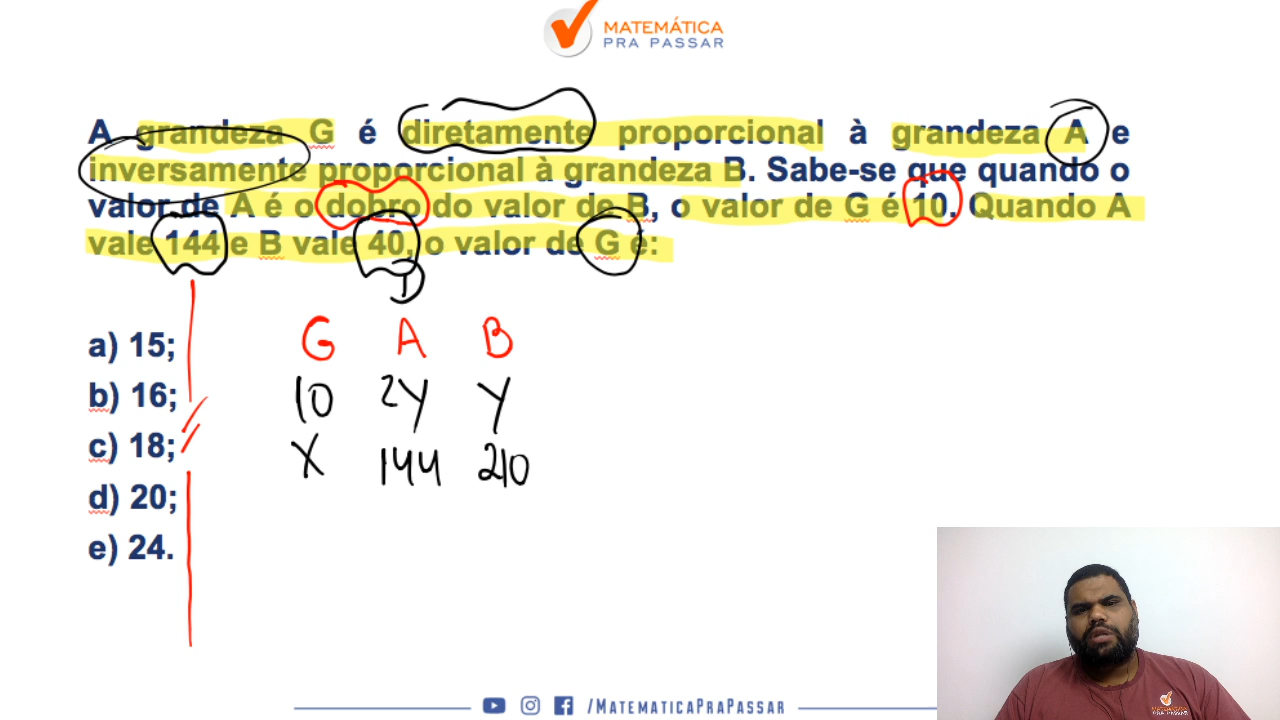 MATEMÁTICA
PRA PASSAR
A grandeza G é diretamente proporcional à grandeza A e
inversamente proporcional à grandeza B. Sabe-se que quando o
valor de A é o dobro do valor de B, o valor de G é 10. Quando A
vale 144 e B vale 40, o valor de G é:
D
a) 15;
b) 16;
c) 18;
d) 20;
e) 24.
G A B
10 2Y Y
X 144 40
/MATEMATICAPRAPASSAR